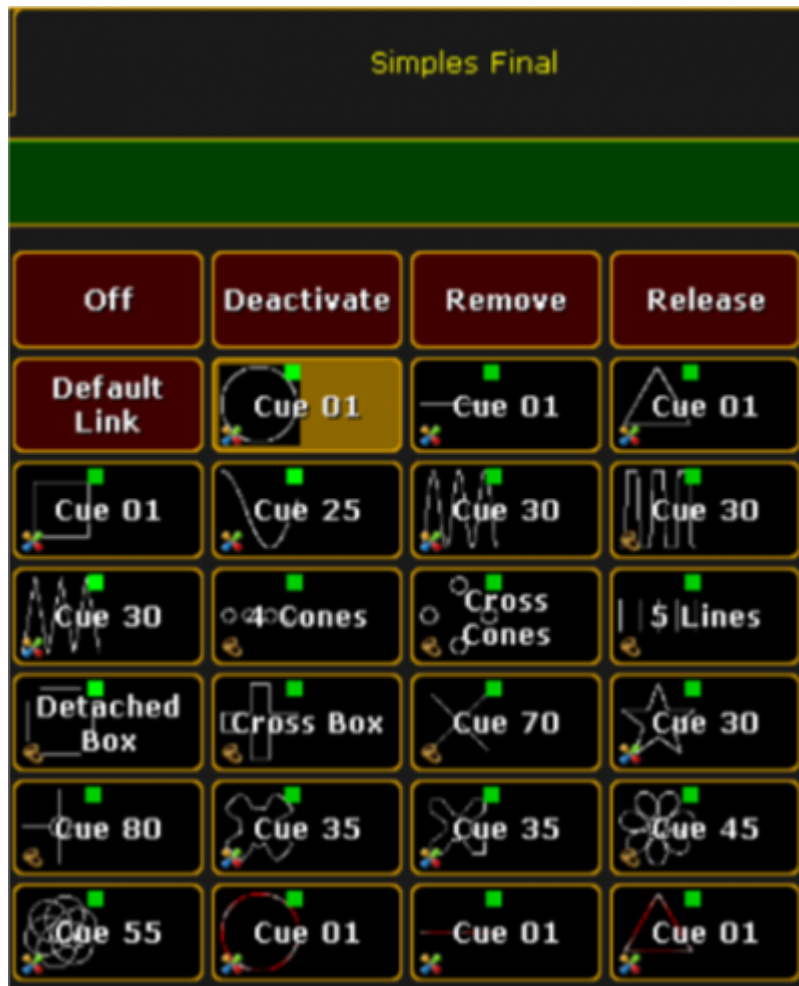 Simples Final
Off
Deactivate
Remove
Release
Default
Link
Cue 01
Cue 01
Cue 01
Cue 01
Cue 25
Cue 30
Cue 30
Cue 30
4 Cones
Cross
Cones
5 Lines
Detached
Box
Cross Box
Cue 70
Cue 30
Cue 80
Cue 35
Cue 35
Cue 45
Cue 55
Cue 01
Cue 01
Cue 01